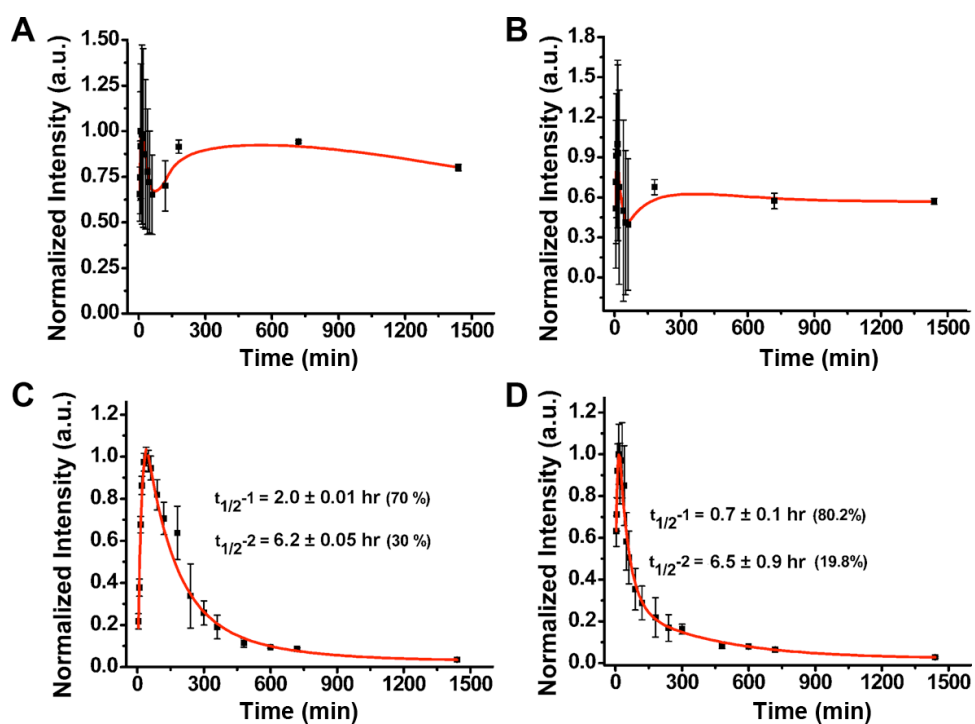 A
Normalized Intensity (a.u.)
1.50
1.25
1.00
0.75
0.50
0.25
0.00
0 300 600 900 1200 1500
Time (min)
B
Normalized Intensity (a.u.)
1.8
1.5
1.2
0.9
0.6
0.3
0.0
0 300 600 900 1200 1500
Time (min)
C
Normalized Intensity (a.u.)
1.2
1.0
0.8
0.6
0.4
0.2
0.0
t1/2-1 = 2.0 ± 0.01 hr (70 %)
t1/2-2 = 6.2 ± 0.05 hr (30 %)
0 300 600 900 1200 1500
Time (min)
D
Normalized Intensity (a.u.)
1.2
1.0
0.8
0.6
0.4
0.2
0.0
t1/2-1 = 0.7 ± 0.1 hr (80.2%)
t1/2-2 = 6.5 ± 0.9 hr (19.8%)
0 300 600 900 1200 1500
Time (min)